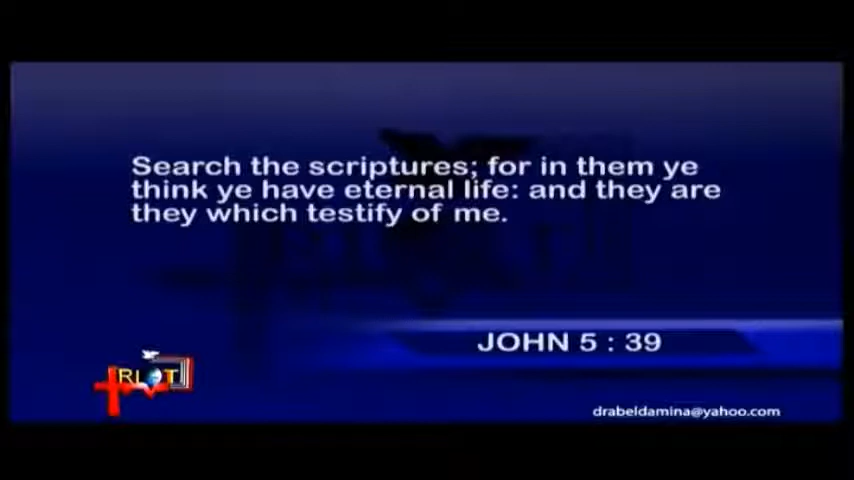 Search the scriptures; for in them ye
think ye have eternal life: and they are
they which testify of me.
JOHN 5 : 39
RIOT
drabeldamina@yahoo.com